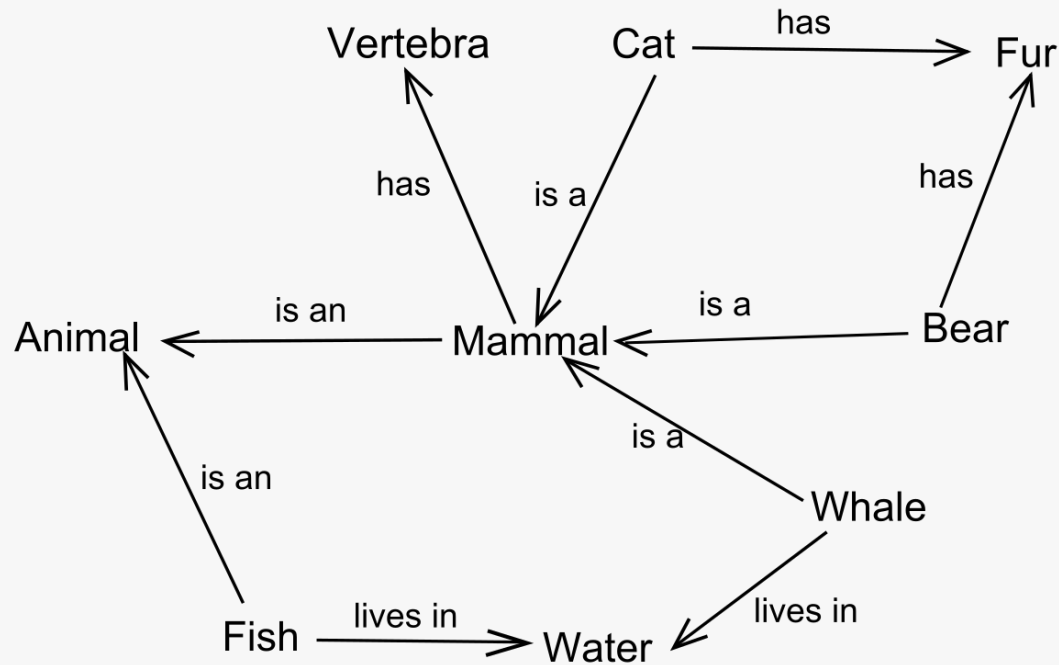 Vertebra
Cat
has
Fur
has
is a
has
Animal
is an
Mammal
is a
Bear
is a
is an
Whale
Fish
lives in
Water
lives in